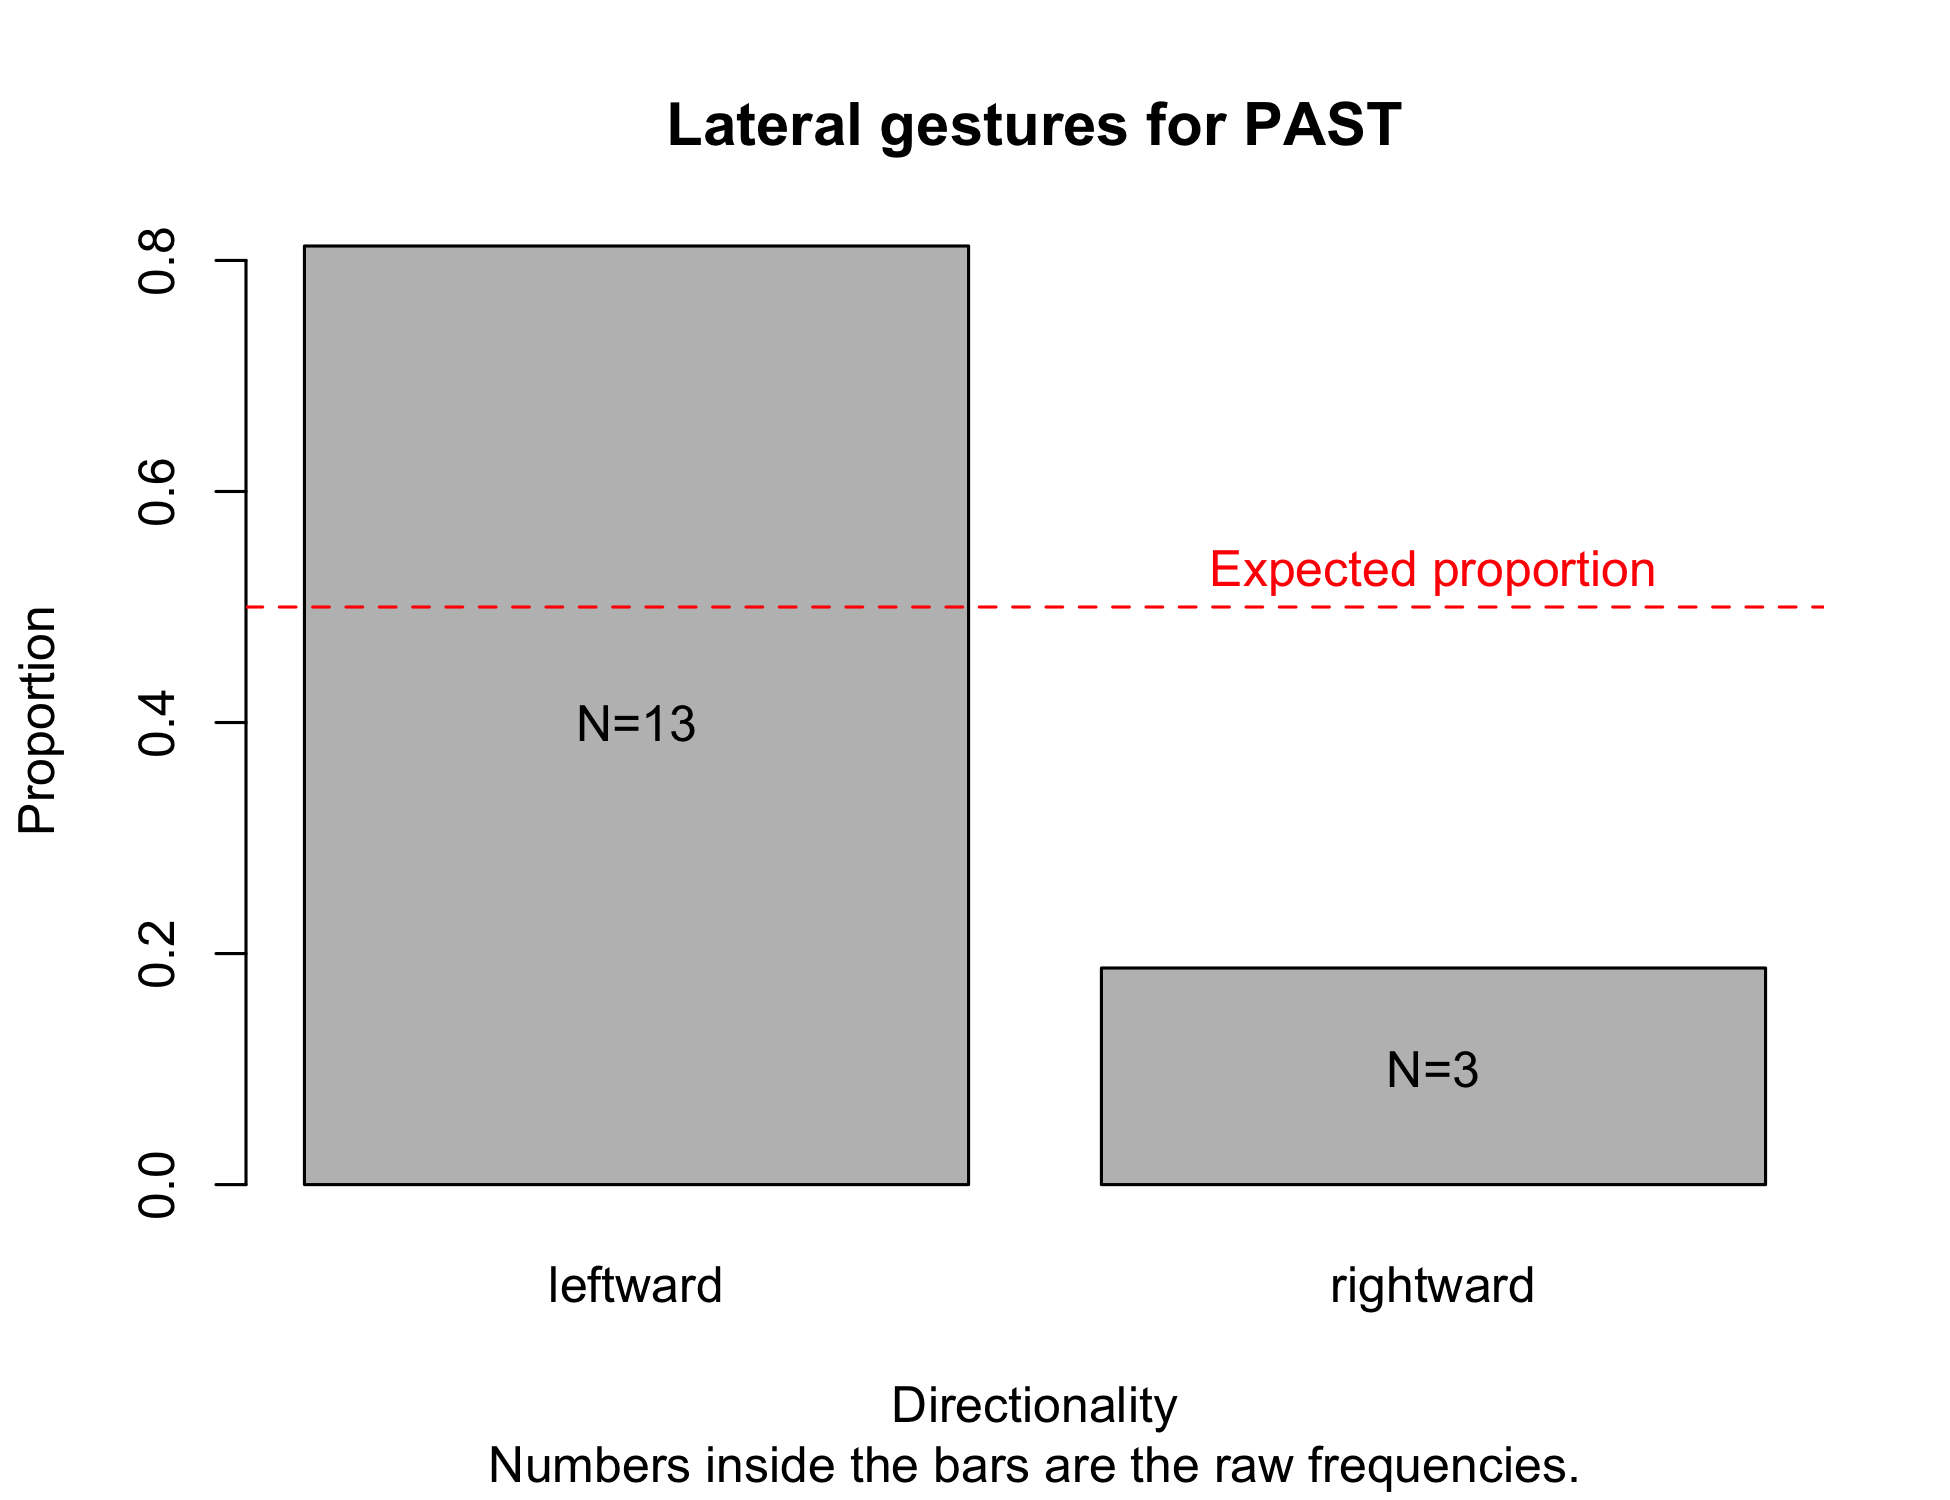 Lateral gestures for PAST
Proportion
0.8
0.6
0.4
0.2
0.0
Expected proportion
N=13
N=3
leftward
rightward
Directionality
Numbers inside the bars are the raw frequencies.